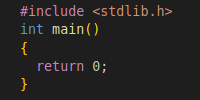 #include <stdlib.h>
int main()
{
  return 0;
}